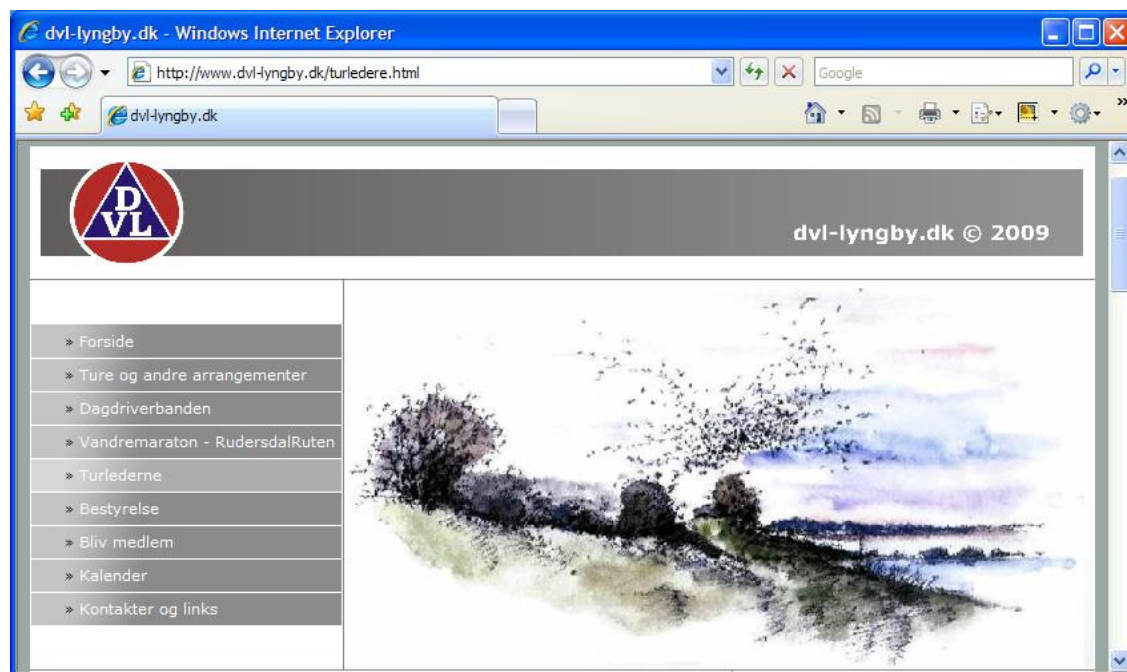 dvl-lyngby.dk - Windows Internet Explorer
http://www.dvl-lyngby.dk/turledere.html
Google
dvl-lyngby.dk
D
VL
dvl-lyngby.dk © 2009
» Forside
» Ture og andre arrangementer
» Dagdriverbanden
» Vandremaraton - RudersdalRuten
» Turlederne
» Bestyrelse
» Bliv medlem
» Kalender
» Kontakter og links